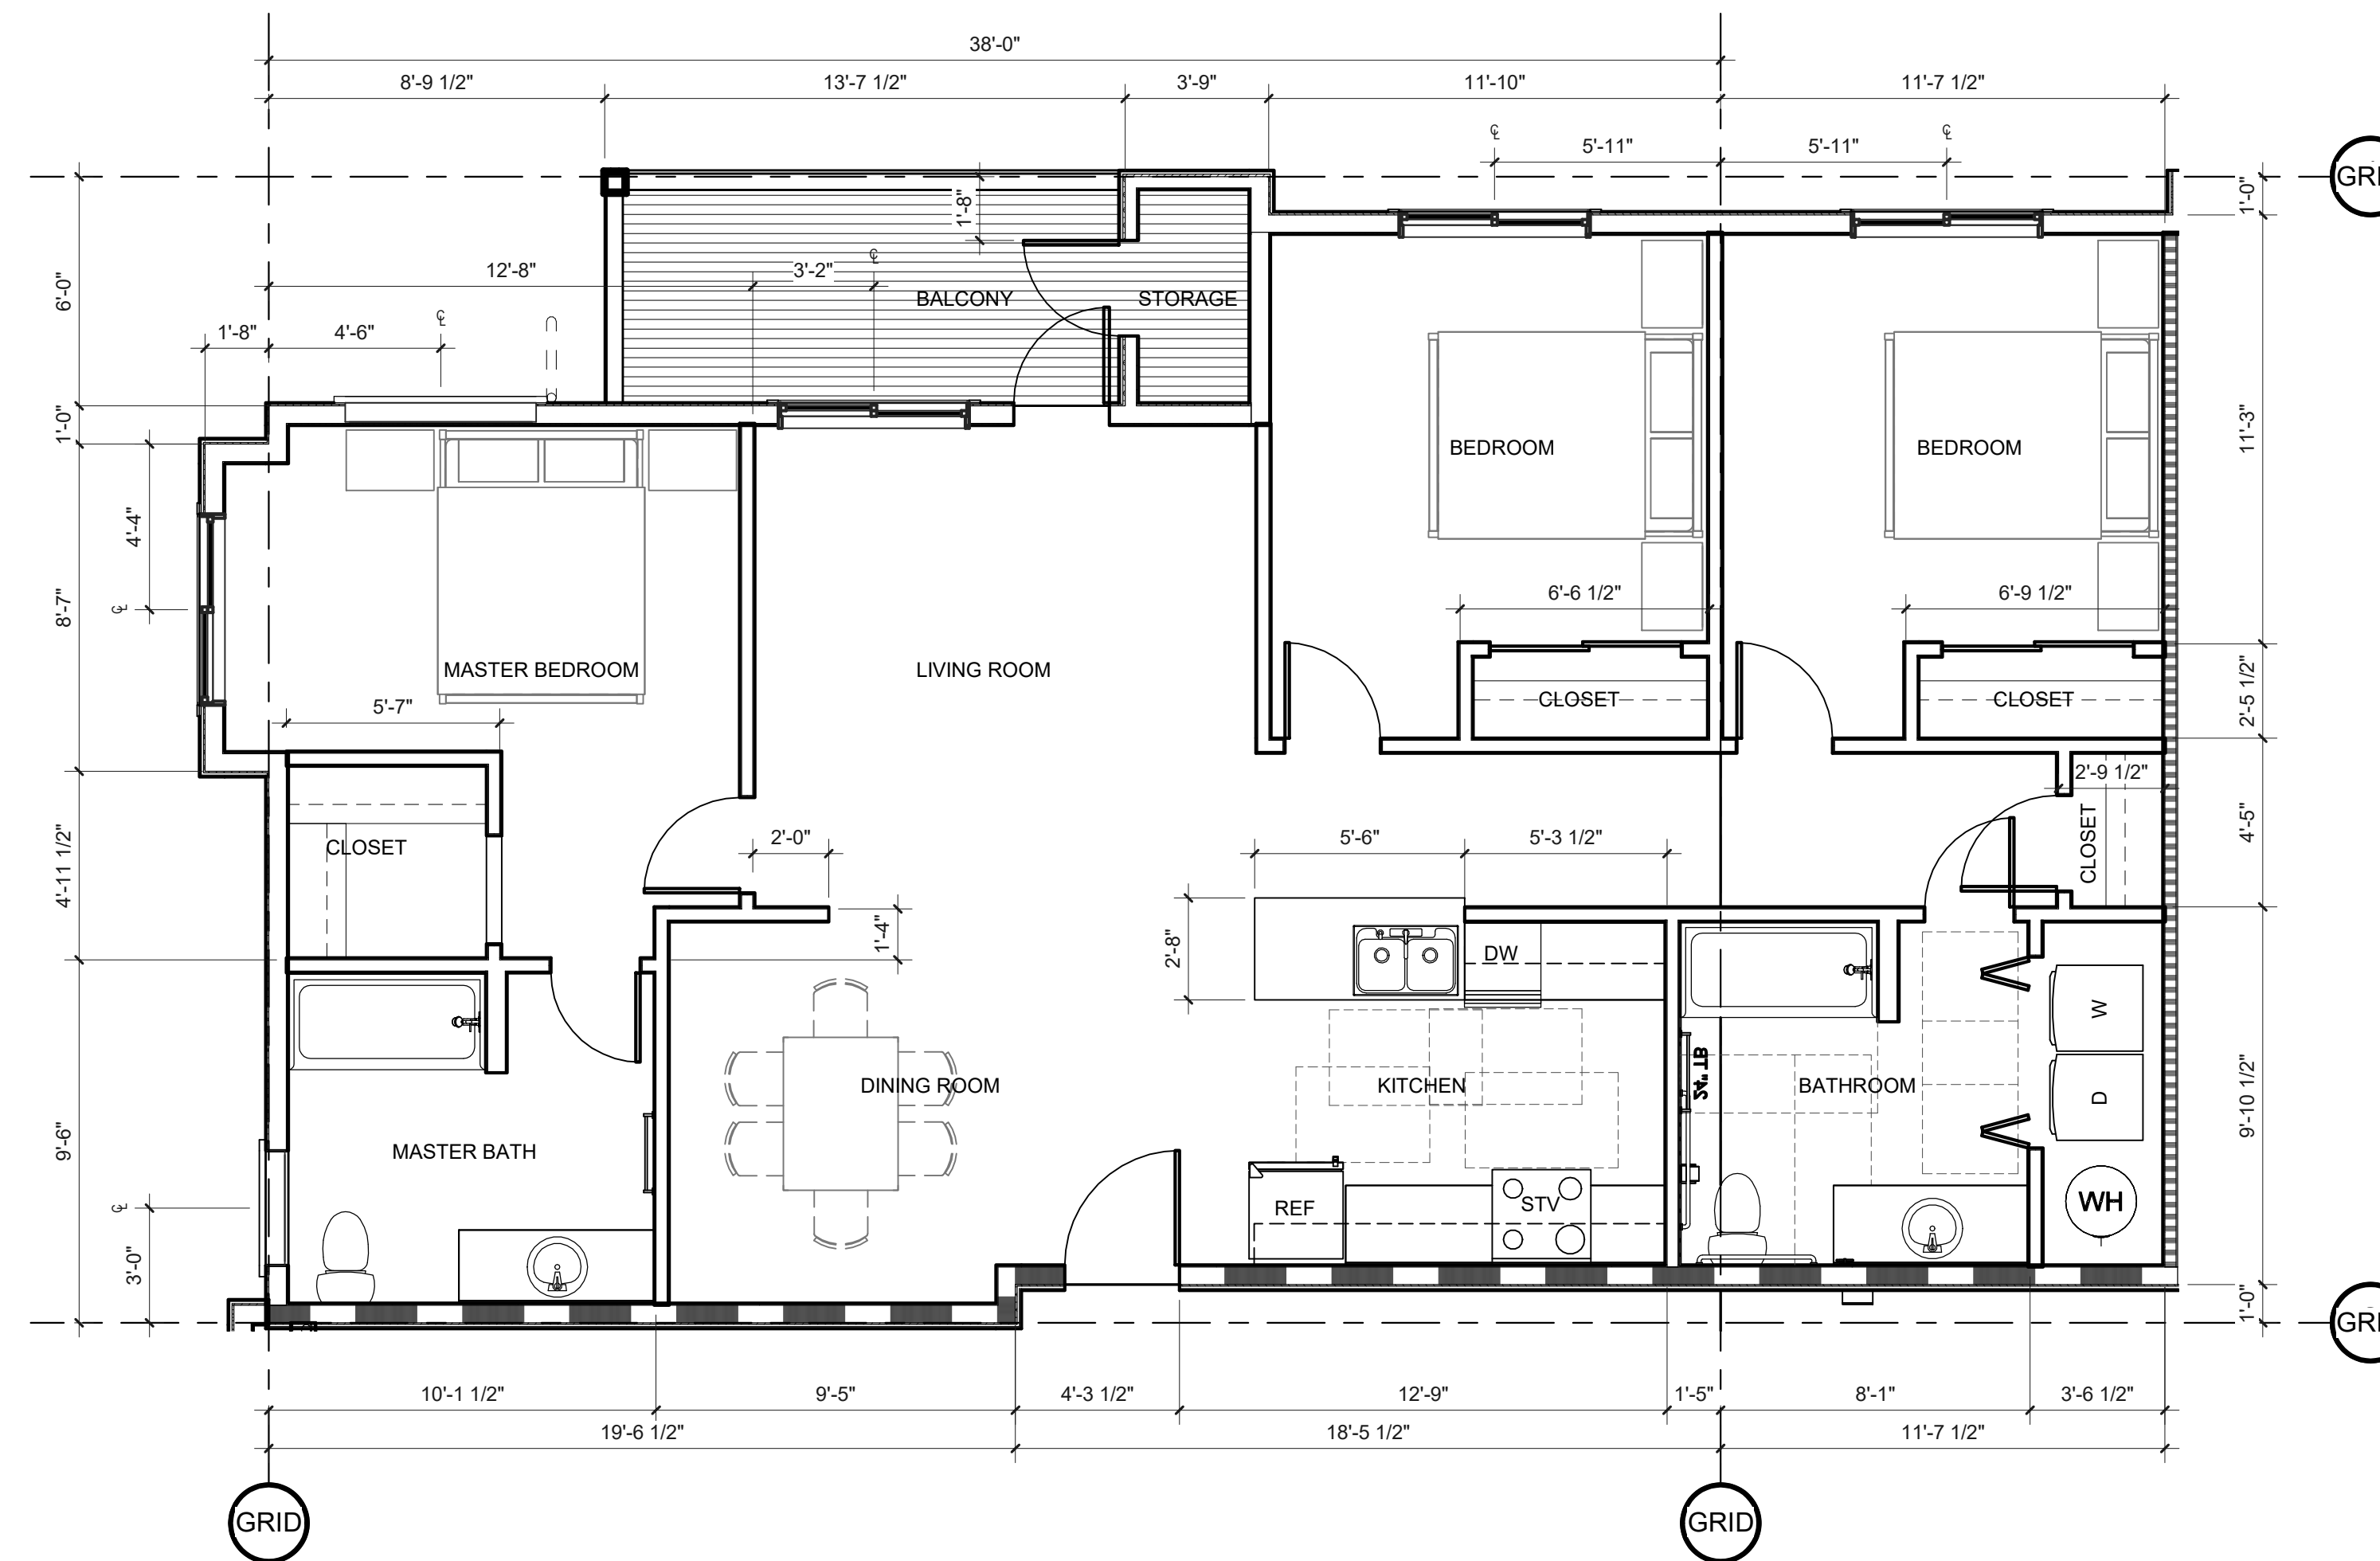 38'-0"
8'-9 1/2"
13'-7 1/2"
3'-9"
11'-10"
11'-7 1/2"
5'-11"
5'-11"
1'-8"
1'-0"
GRI
12'-8"
3'-2"
6'-0"
BALCONY
STORAGE
1'-8"
4'-6"
1'-0"
BEDROOM
BEDROOM
11'-3"
4'-4"
8'-7"
6'-6 1/2"
6'-9 1/2"
MASTER BEDROOM
LIVING ROOM
5'-7"
CLOSET
CLOSET
2'-5 1/2"
2'-9 1/2"
CLOSET
4'-11 1/2"
2'-0"
5'-6"
5'-3 1/2"
CLOSET
4'-5"
1'-4"
2'-8"
DW
W
DINING ROOM
KITCHEN
24" TB
BATHROOM
D
9'-10 1/2"
9'-6"
MASTER BATH
REF
STV
WH
3'-0"
1'-0"
GRI
10'-1 1/2"
9'-5"
4'-3 1/2"
12'-9"
1'-5"
8'-1"
3'-6 1/2"
19'-6 1/2"
18'-5 1/2"
11'-7 1/2"
GRID
GRID